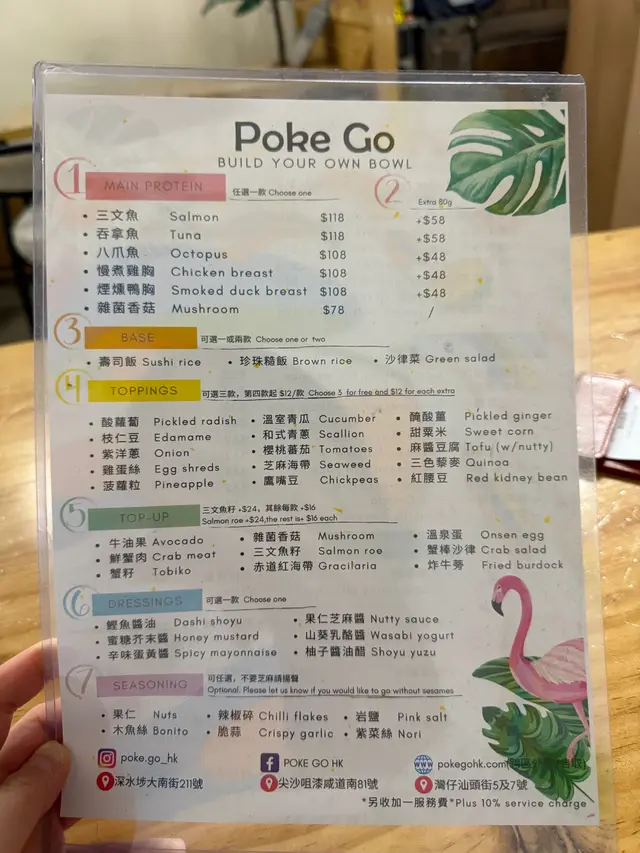 Poke Go
BUILD YOUR OWN BOWL
1 MAIN PROTEIN 任選一款 Choose one 2 Extra 80g
• 三文魚 Salmon $118 +$58
• 吞拿魚 Tuna $118 +$58
• 八爪魚 Octopus $108 +$48
• 慢煮雞胸 Chicken breast $108 +$48
• 煙燻鴨胸 Smoked duck breast $108 +$48
• 雜菌香菇 Mushroom $78 /
3 BASE 可選一或兩款 Choose one or two
• 壽司飯 Sushi rice • 珍珠糙飯 Brown rice • 沙律菜 Green salad
4 TOPPINGS 可選三款，第四款起 $12/款 Choose 3 for free and $12 for each extra
• 酸蘿蔔 Pickled radish • 溫室青瓜 Cucumber • 醃酸薑 Pickled ginger
• 枝仁豆 Edamame • 和式青蔥 Scallion • 甜粟米 Sweet corn
• 紫洋蔥 Onion • 櫻桃蕃茄 Tomatoes • 麻醬豆腐 Tofu (w/nutty)
• 雞蛋絲 Egg shreds • 芝麻海帶 Seaweed • 三色藜麥 Quinoa
• 菠蘿粒 Pineapple • 鷹嘴豆 Chickpeas • 紅腰豆 Red kidney bean
5 TOP-UP 三文魚籽 +$24，其餘每款 +$16
Salmon roe +$24,the rest is+ $16 each
• 牛油果 Avocado • 雜菌香菇 Mushroom • 溫泉蛋 Onsen egg
• 鮮蟹肉 Crab meat • 三文魚籽 Salmon roe • 蟹棒沙律 Crab salad
• 蟹籽 Tobiko • 赤道紅海帶 Gracilaria • 炸牛蒡 Fried burdock
6 DRESSINGS 可選一款 Choose one
• 鰹魚醬油 Dashi shoyu • 果仁芝麻醬 Nutty sauce
• 蜜糖芥末醬 Honey mustard • 山葵乳酪醬 Wasabi yogurt
• 辛味蛋黃醬 Spicy mayonnaise • 柚子醬油醋 Shoyu yuzu
7 SEASONING 可任選，不要芝麻請揚聲
Optional. Please let us know if you would like to go without sesames
• 果仁 Nuts • 辣椒碎 Chilli flakes • 岩鹽 Pink salt
• 木魚絲 Bonito • 脆蒜 Crispy garlic • 紫菜絲 Nori
poke.go_hk POKE GO HK pokegohk.com
深水埗大南街211號 尖沙咀漆咸道南81號 灣仔汕頭街5及7號
*另收加一服務費*Plus 10% service charge